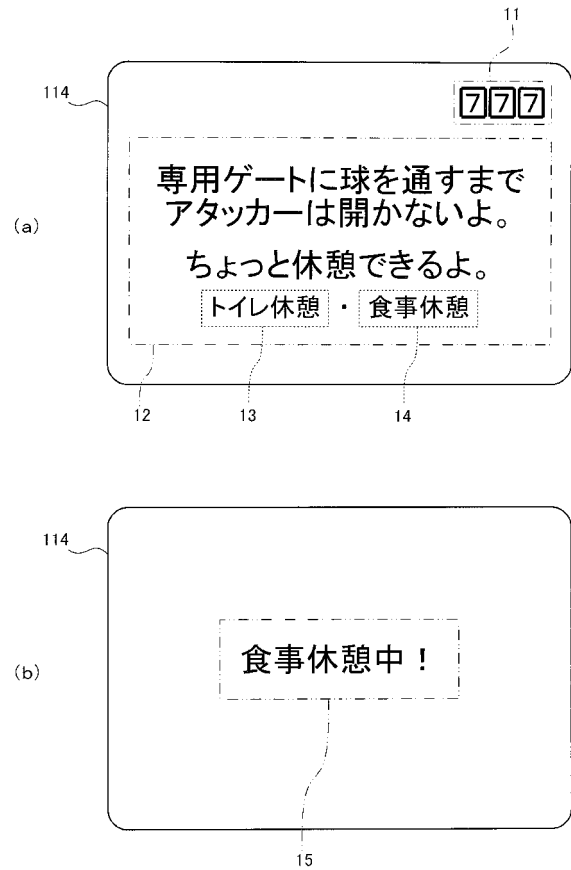 11
114
777
(a)
専用ゲートに球を通すまで
アタッカーは開かないよ。
ちょっと休憩できるよ。
トイレ休憩・食事休憩
12
13
14
114
(b)
食事休憩中！
15